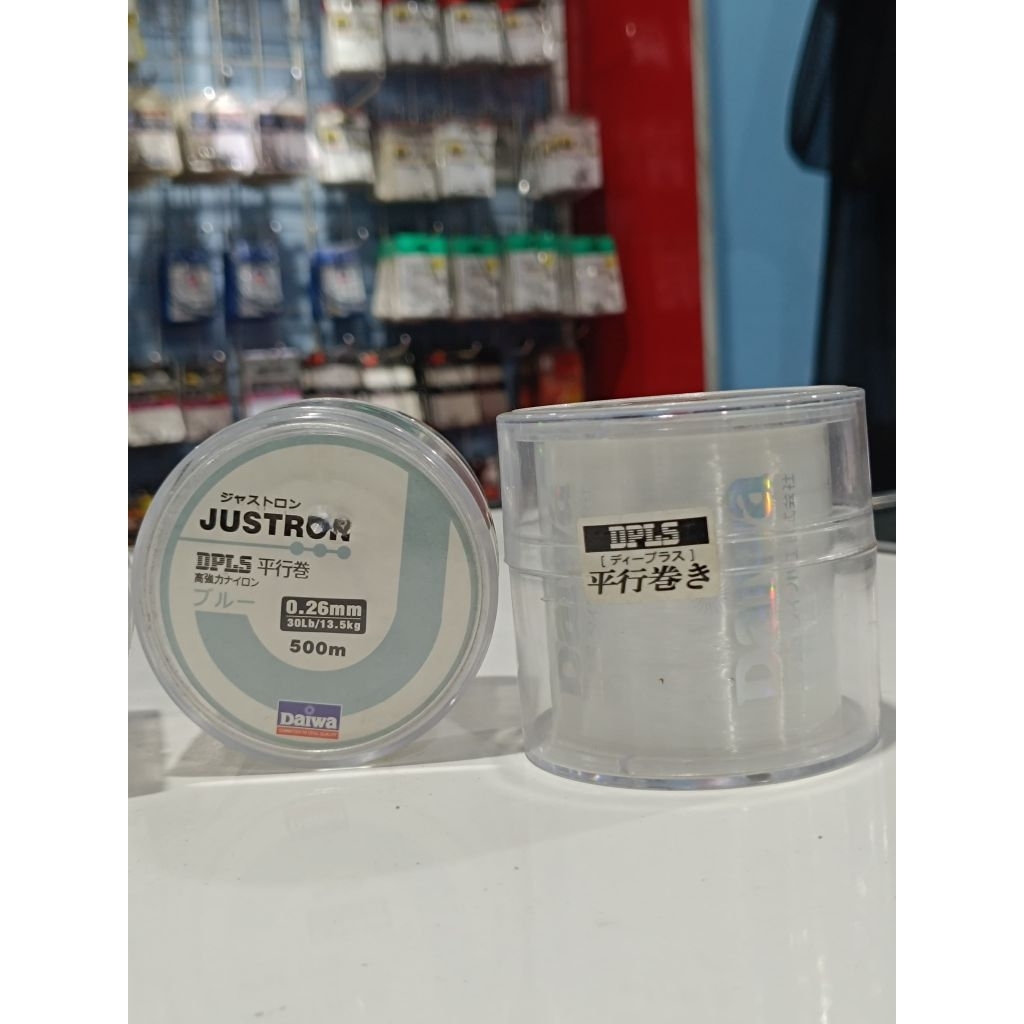 ジャストロン
JUSTRON
DPLS 平行巻
高強力ナイロン
ブルー
0.26mm
30Lb/13.5kg
500m
Daiwa
DPLS
[ディープラス]
平行巻き
Daiwa
Daiwa